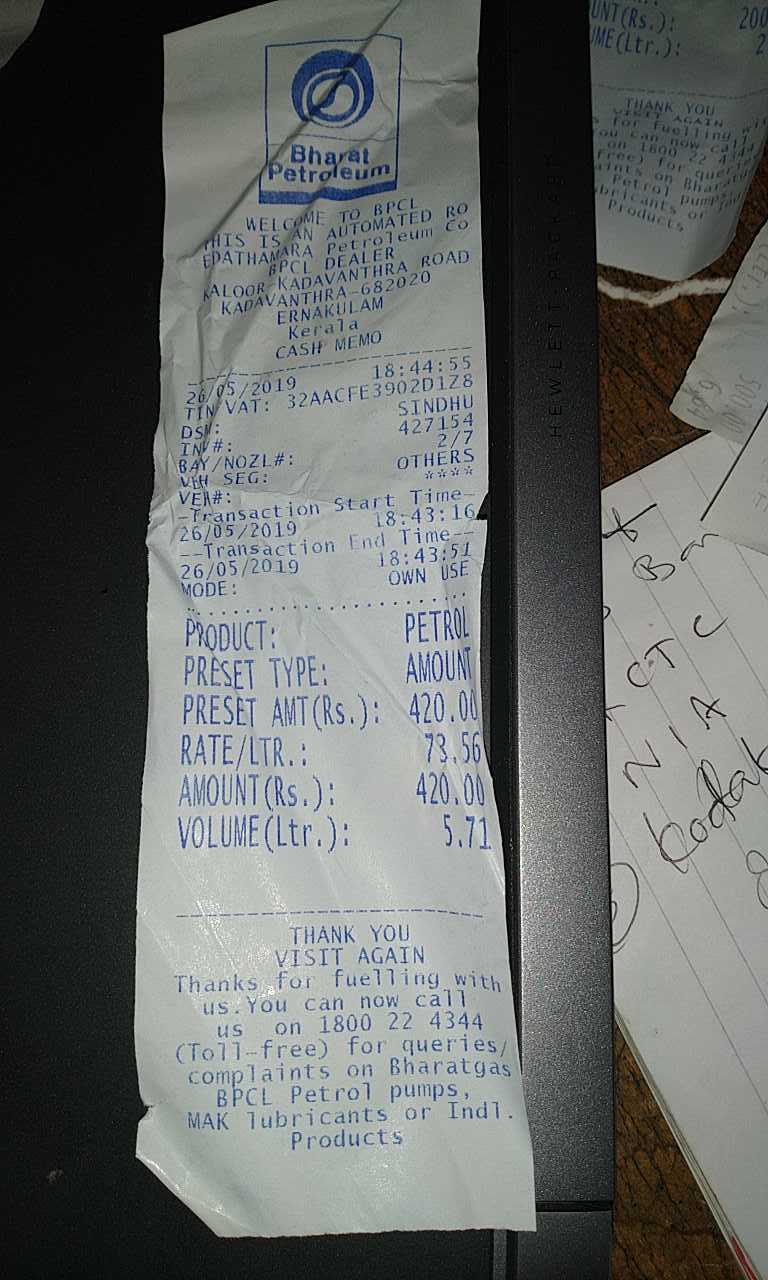 Bharat
Petroleum
WELCOME TO BPCL
THIS IS AN AUTOMATED RO
EDATHAMARA Petroleum Co
BPCL DEALER
KALOOR-KADAVANTHRA ROAD
KADAVANTHRA-682020
ERNAKULAM
Kerala
CASH MEMO
26/05/2019 18:44:55
TIN VAT: 32AACFE3902D1Z8
DSM: SINDHU
INV#: 427154
BAY/NOZL#: 2/7
VEH SEG: OTHERS
VEH#: ****
-Transaction Start Time-
26/05/2019 18:43:16
--Transaction End Time--
26/05/2019 18:43:51
MODE: OWN USE
PRODUCT: PETROL
PRESET TYPE: AMOUNT
PRESET AMT(Rs.): 420.00
RATE/LTR.: 73.56
AMOUNT(Rs.): 420.00
VOLUME(Ltr.): 5.71
THANK YOU
VISIT AGAIN
Thanks for fuelling with
us.You can now call
us on 1800 22 4344
(Toll-free) for queries/
complaints on Bharatgas
BPCL Petrol pumps,
MAK lubricants or Indl.
Products
HEWLETT PACKARD
UNT(Rs.): 200
UME(Ltr.): 2
THANK YOU
VISIT AGAIN
s for fuelling wit
ou can now call
on 1800 22 4344
free) for queries
aints on Bharatg
Petrol pumps
ubricants or Ind
Products
Kodak